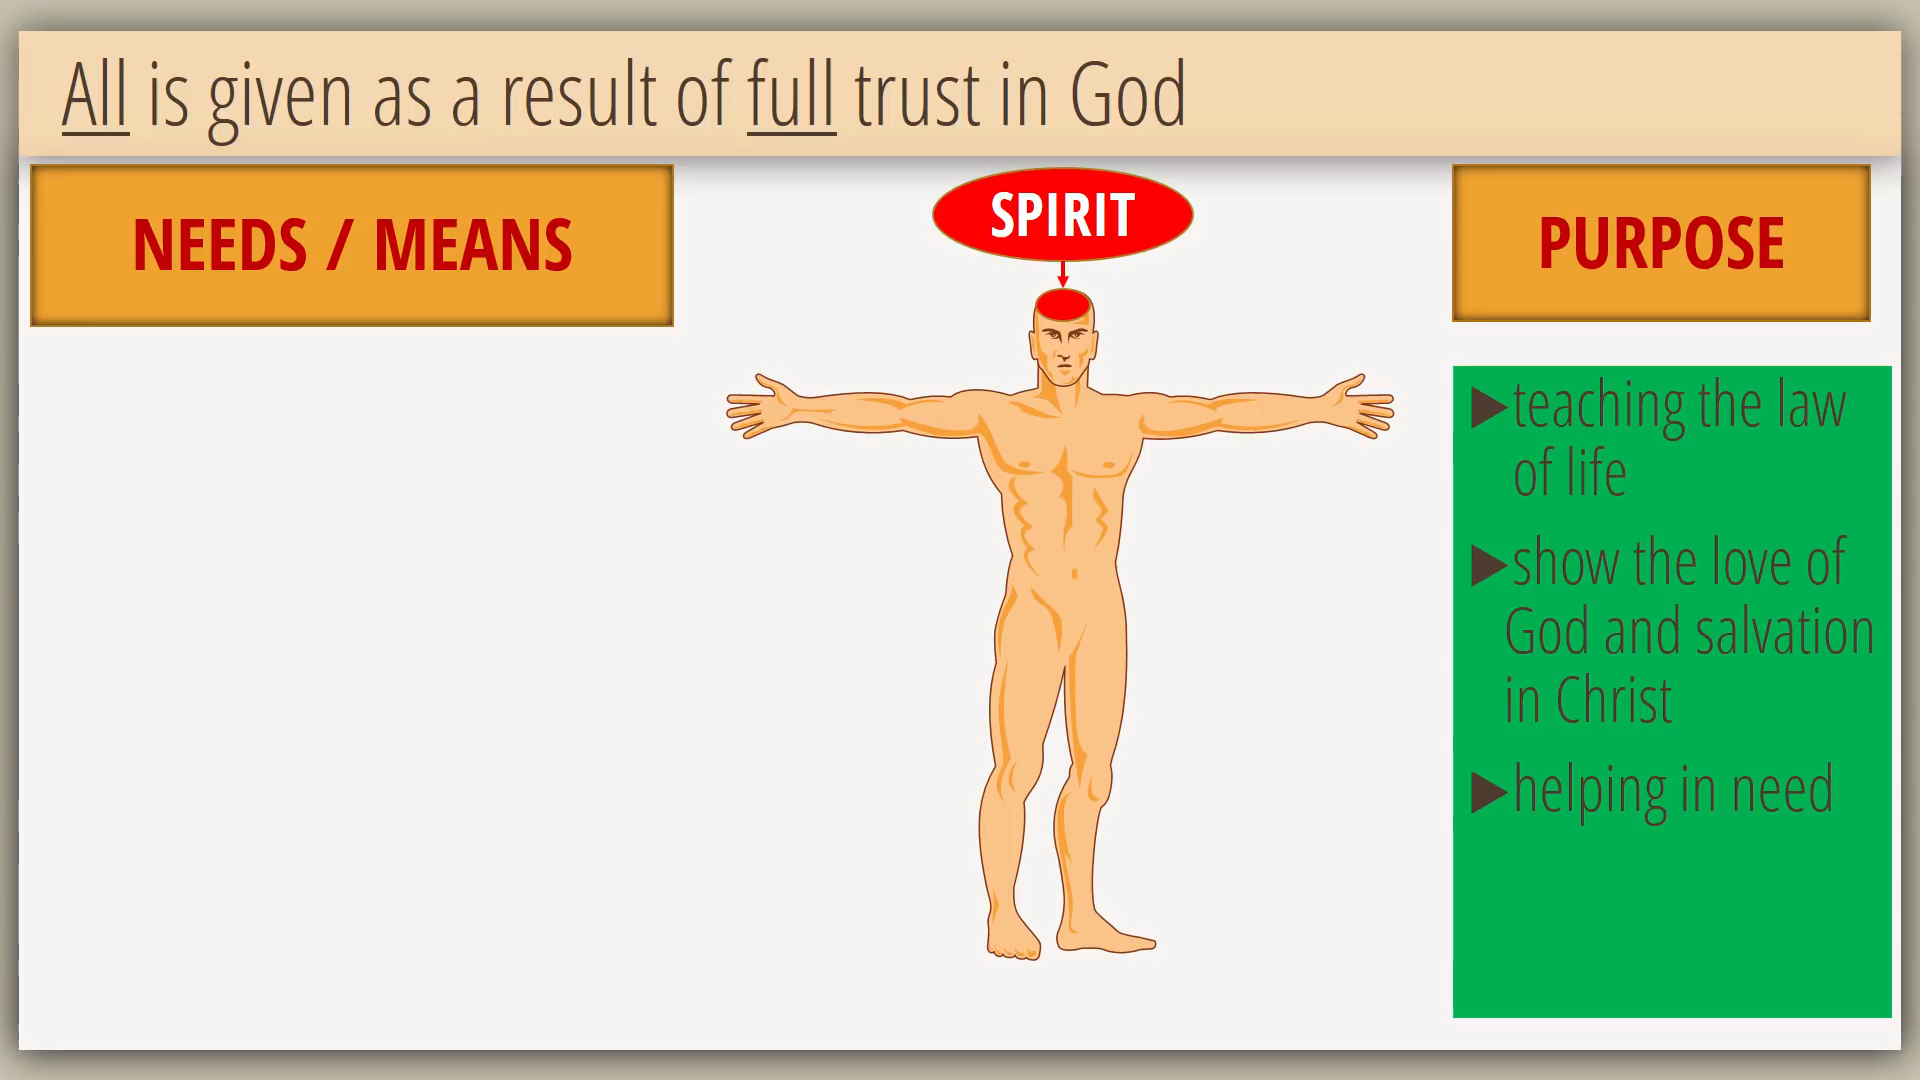 All is given as a result of full trust in God
NEEDS / MEANS
SPIRIT
PURPOSE
teaching the law
of life
show the love of
God and salvation
in Christ
helping in need